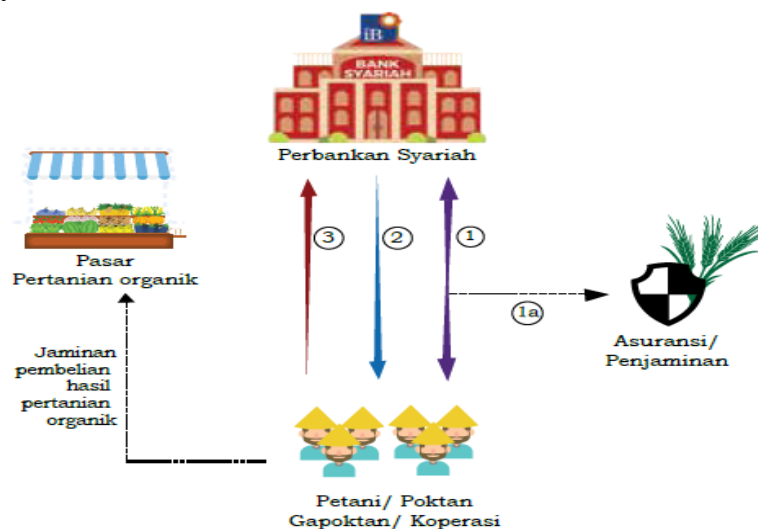 iB
BANK
SYARIAH
Perbankan Syariah
3
2
1
Pasar
Pertanian organik
1a
Asuransi/
Penjaminan
Jaminan
pembelian
hasil
pertanian
organik
Petani/ Poktan
Gapoktan/ Koperasi